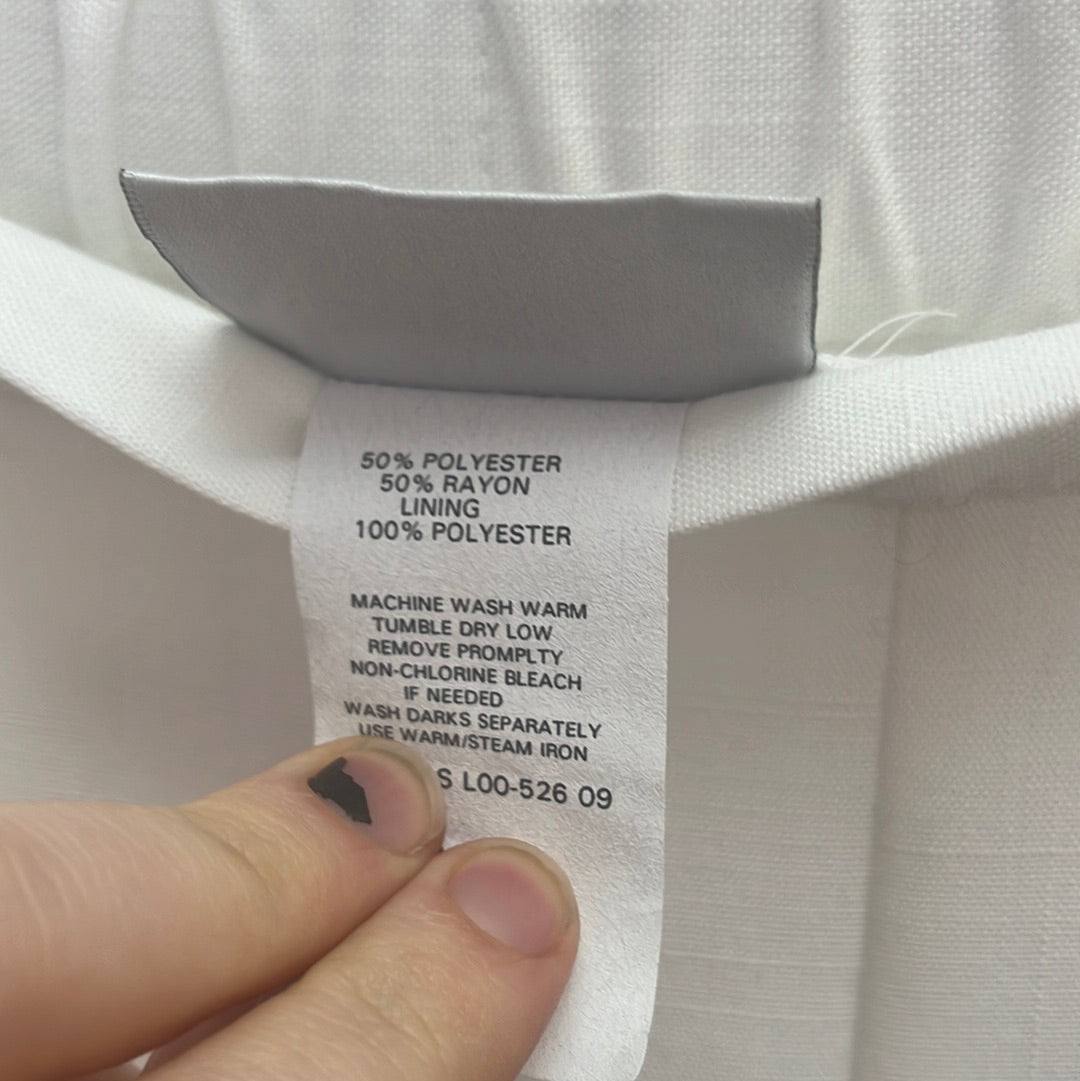 50% POLYESTER
50% RAYON
LINING
100% POLYESTER
MACHINE WASH WARM
TUMBLE DRY LOW
REMOVE PROMPLTY
NON-CHLORINE BLEACH
IF NEEDED
WASH DARKS SEPARATELY
USE WARM/STEAM IRON
S L00-526 09